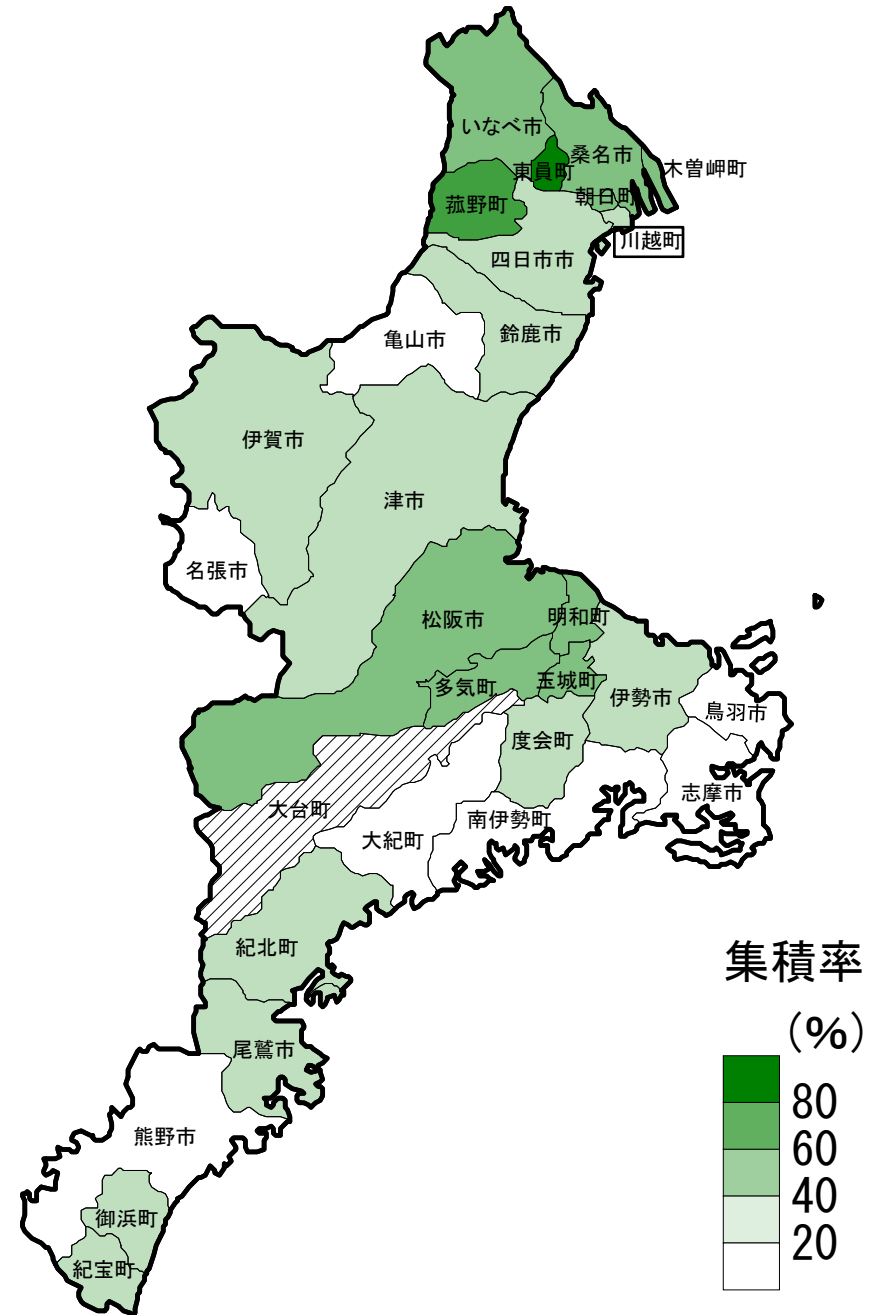 いなべ市
桑名市
木曽岬町
東員町
朝日町
菰野町
川越町
四日市市
鈴鹿市
亀山市
伊賀市
津市
名張市
松阪市
明和町
多気町
玉城町
伊勢市
鳥羽市
度会町
志摩市
大台町
南伊勢町
大紀町
紀北町
尾鷲市
熊野市
御浜町
紀宝町
集積率
(%)
80
60
40
20